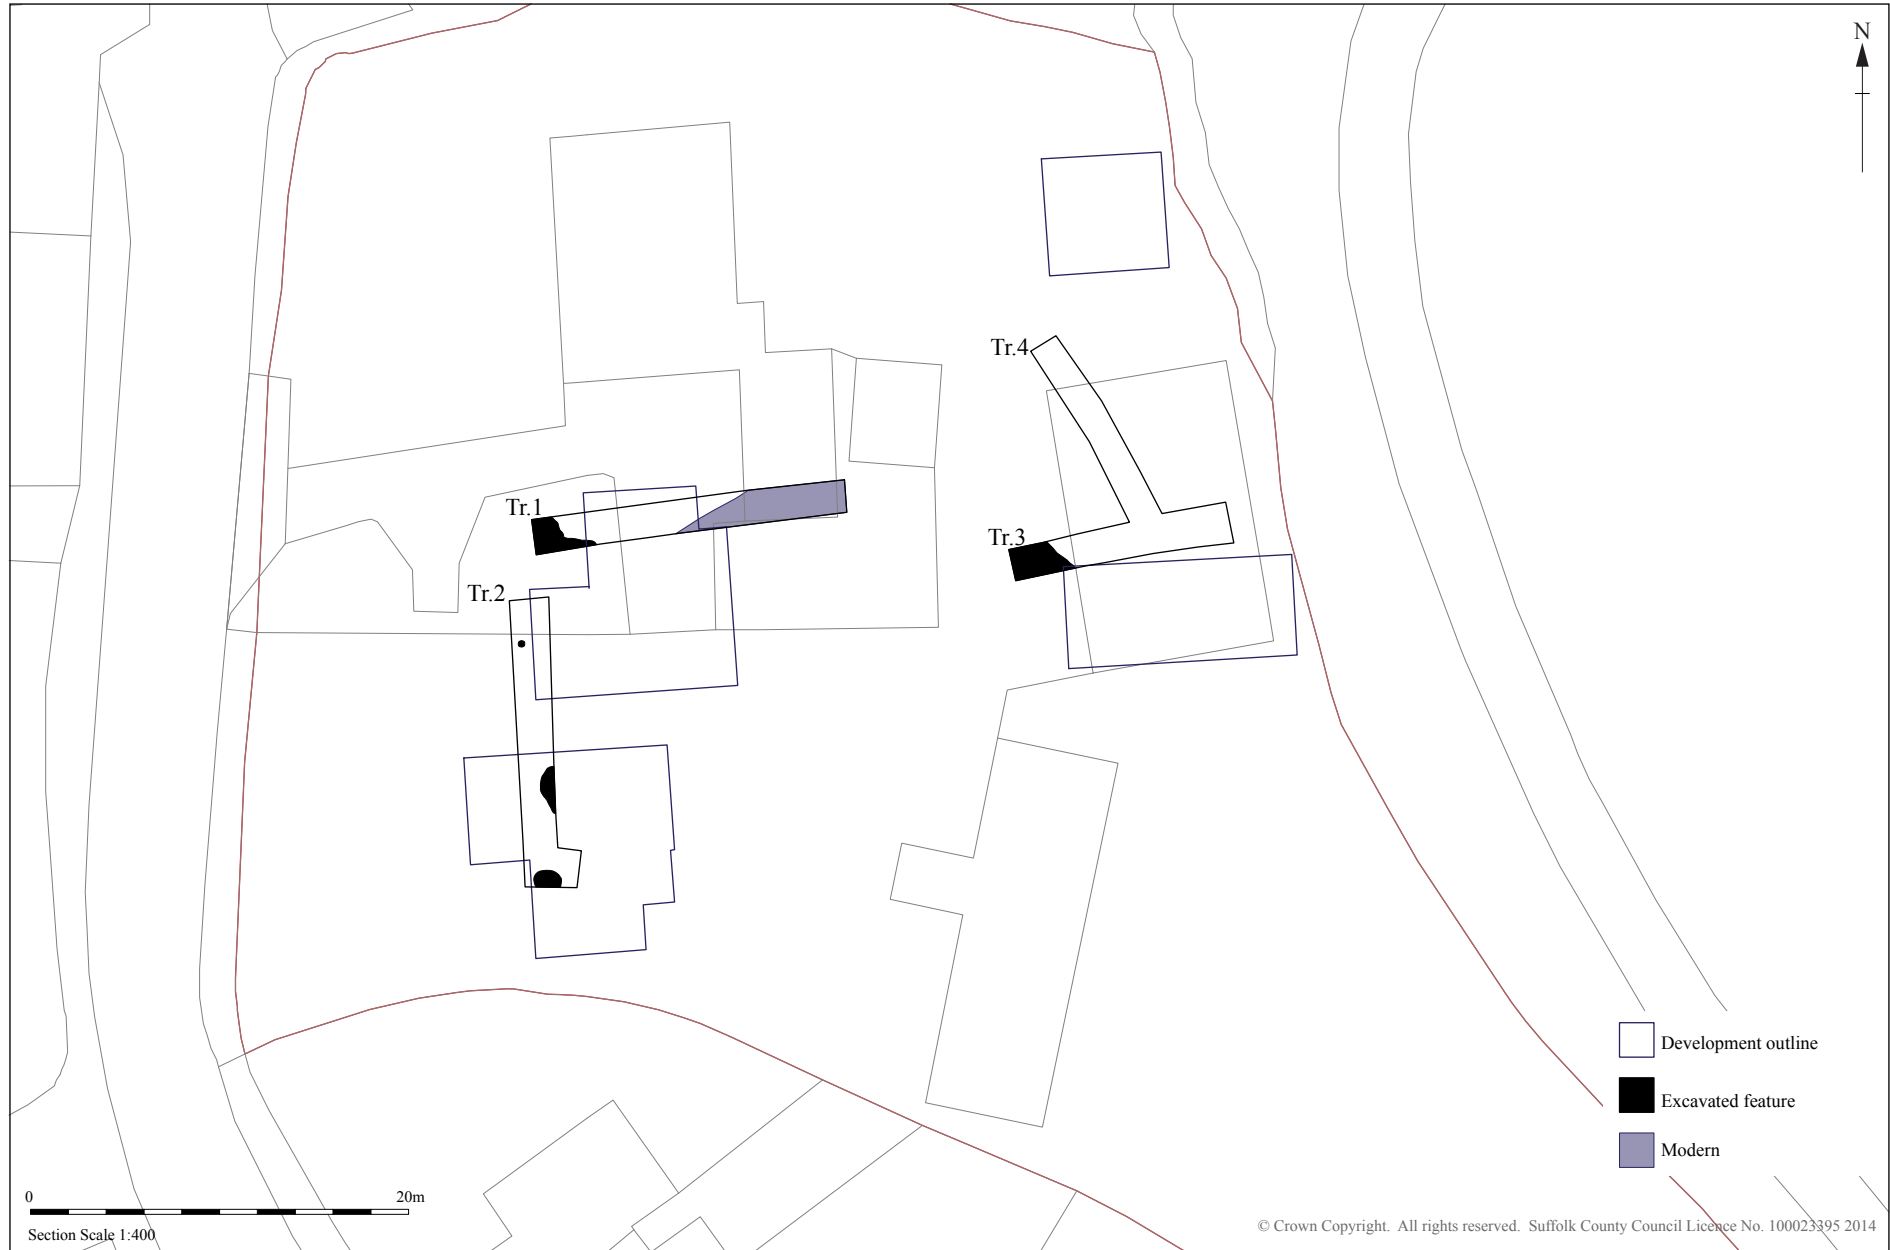 N
Tr.4
Tr.1
Tr.3
Tr.2
Development outline
Excavated feature
Modern
0 20m
Section Scale 1:400
© Crown Copyright. All rights reserved. Suffolk County Council Licence No. 100023395 2014